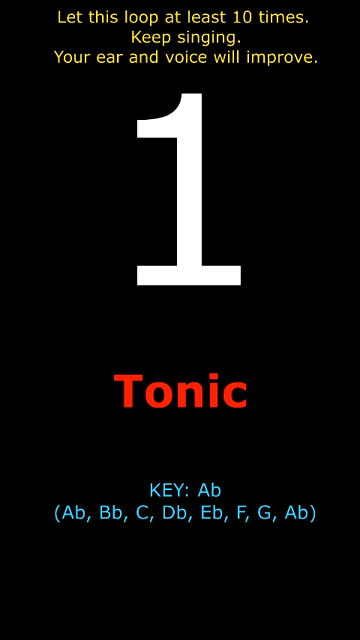 Let this loop at least 10 times.
Keep singing.
Your ear and voice will improve.
1
Tonic
KEY: Ab
(Ab, Bb, C, Db, Eb, F, G, Ab)